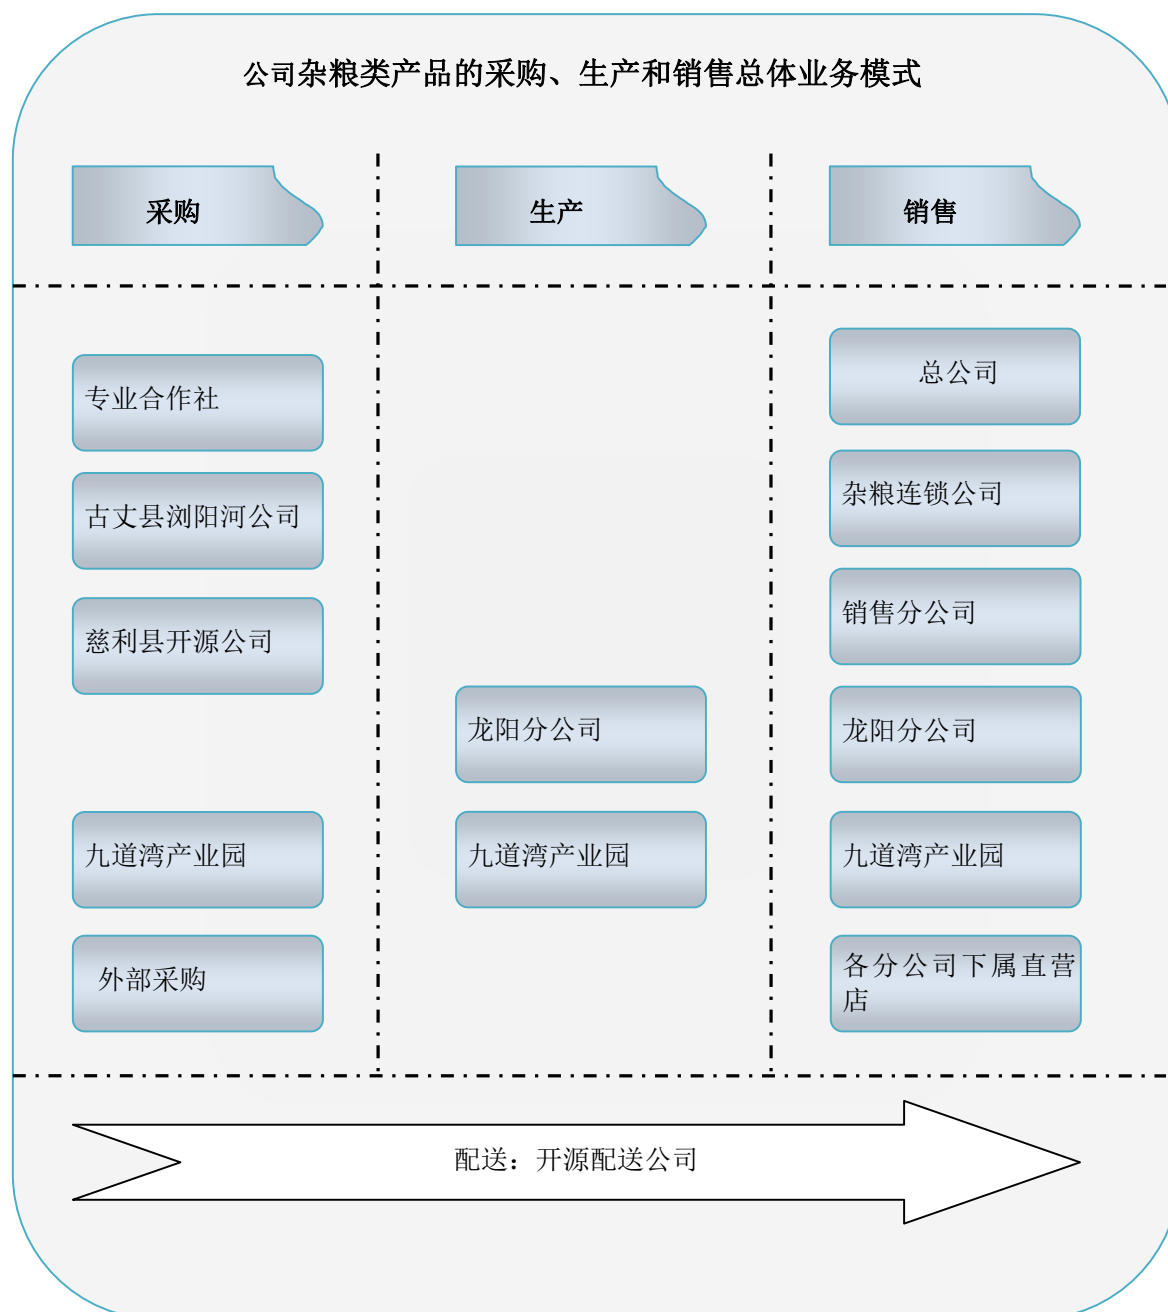 公司杂粮类产品的采购、生产和销售总体业务模式
采购
生产
销售
专业合作社
古丈县浏阳河公司
慈利县开源公司
九道湾产业园
外部采购
龙阳分公司
九道湾产业园
总公司
杂粮连锁公司
销售分公司
龙阳分公司
九道湾产业园
各分公司下属直营
店
配送：开源配送公司